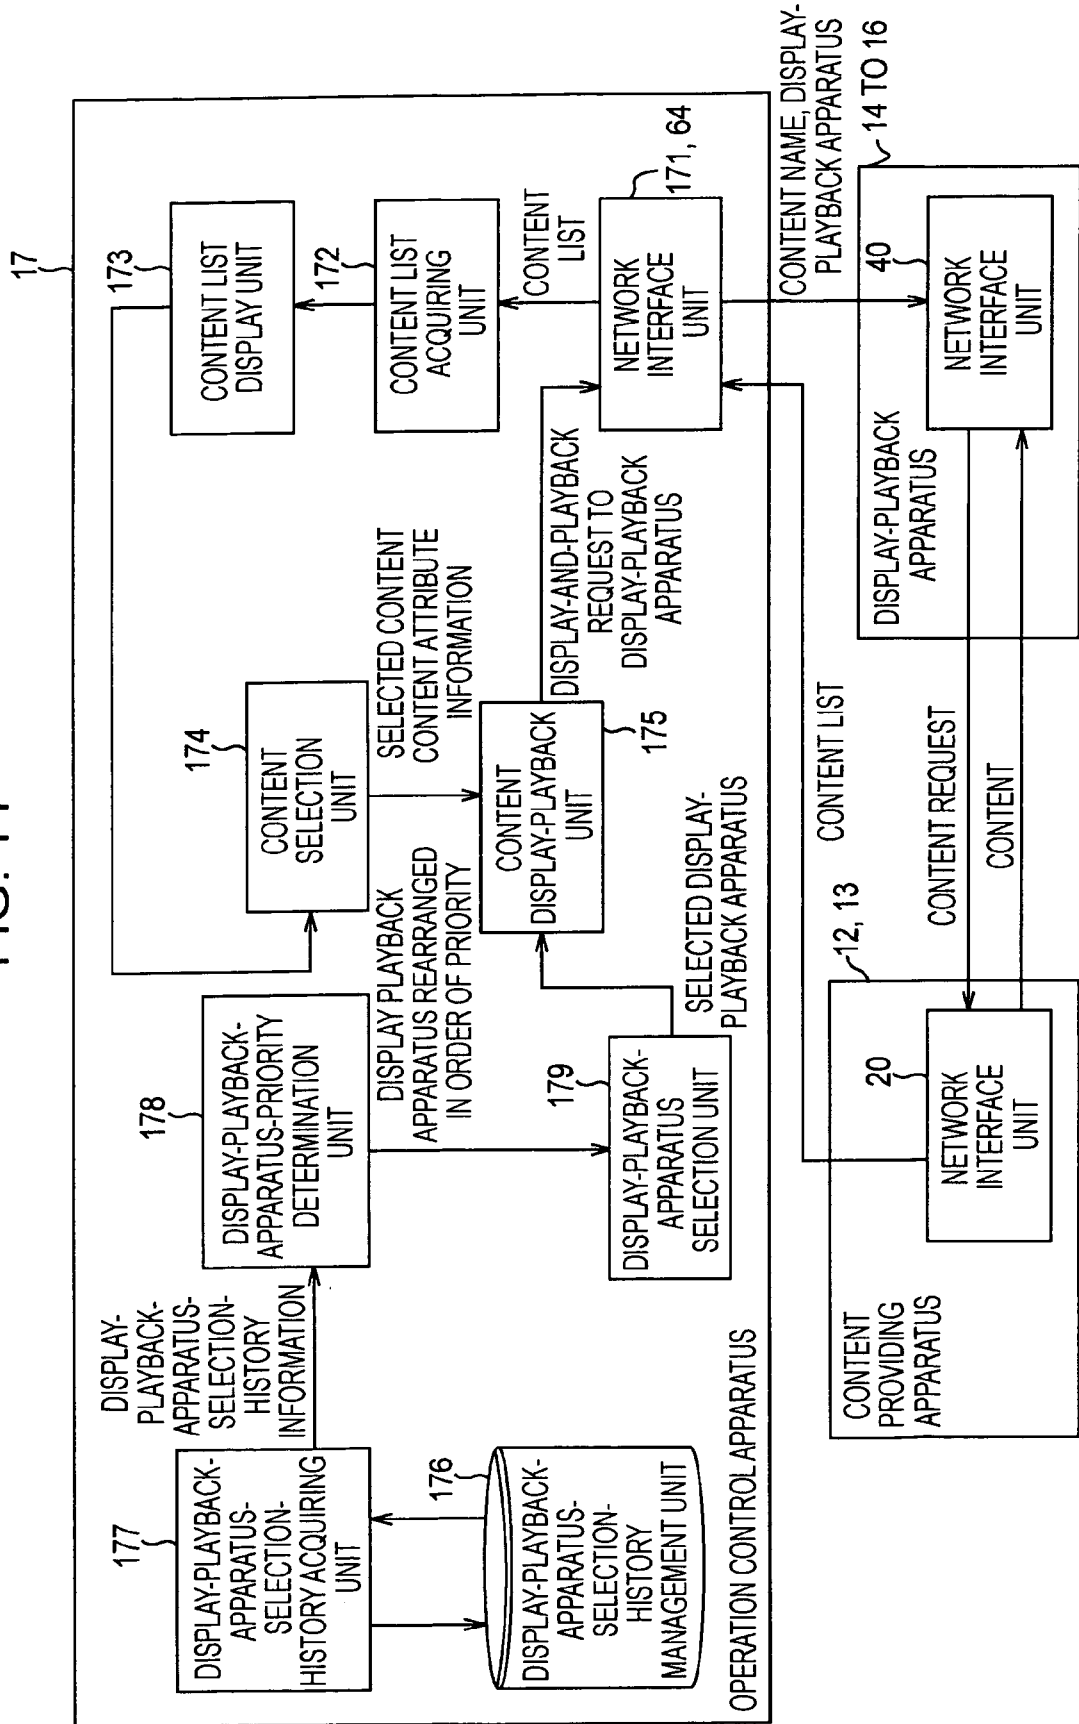 17
173
CONTENT LIST
DISPLAY UNIT
172
CONTENT LIST
ACQUIRING
UNIT
CONTENT
LIST
171, 64
NETWORK
INTERFACE
UNIT
174
CONTENT
SELECTION
UNIT
SELECTED CONTENT
CONTENT ATTRIBUTE
INFORMATION
CONTENT
DISPLAY-PLAYBACK
UNIT
175
DISPLAY-AND-PLAYBACK
REQUEST TO
DISPLAY-PLAYBACK
APPARATUS
178
DISPLAY-PLAYBACK-
APPARATUS-PRIORITY
DETERMINATION
UNIT
DISPLAY PLAYBACK
APPARATUS REARRANGED
IN ORDER OF PRIORITY
179
DISPLAY-PLAYBACK-
APPARATUS
SELECTION UNIT
SELECTED DISPLAY-
PLAYBACK APPARATUS
DISPLAY-
PLAYBACK-
APPARATUS-
SELECTION-
HISTORY
INFORMATION
177
DISPLAY-PLAYBACK-
APPARATUS-
SELECTION-
HISTORY ACQUIRING
UNIT
176
DISPLAY-PLAYBACK-
APPARATUS-
SELECTION-
HISTORY
MANAGEMENT UNIT
OPERATION CONTROL APPARATUS
CONTENT NAME, DISPLAY-
PLAYBACK APPARATUS
14 TO 16
40
NETWORK
INTERFACE
UNIT
DISPLAY-PLAYBACK
APPARATUS
CONTENT LIST
CONTENT REQUEST
CONTENT
12, 13
20
NETWORK
INTERFACE
UNIT
CONTENT
PROVIDING
APPARATUS